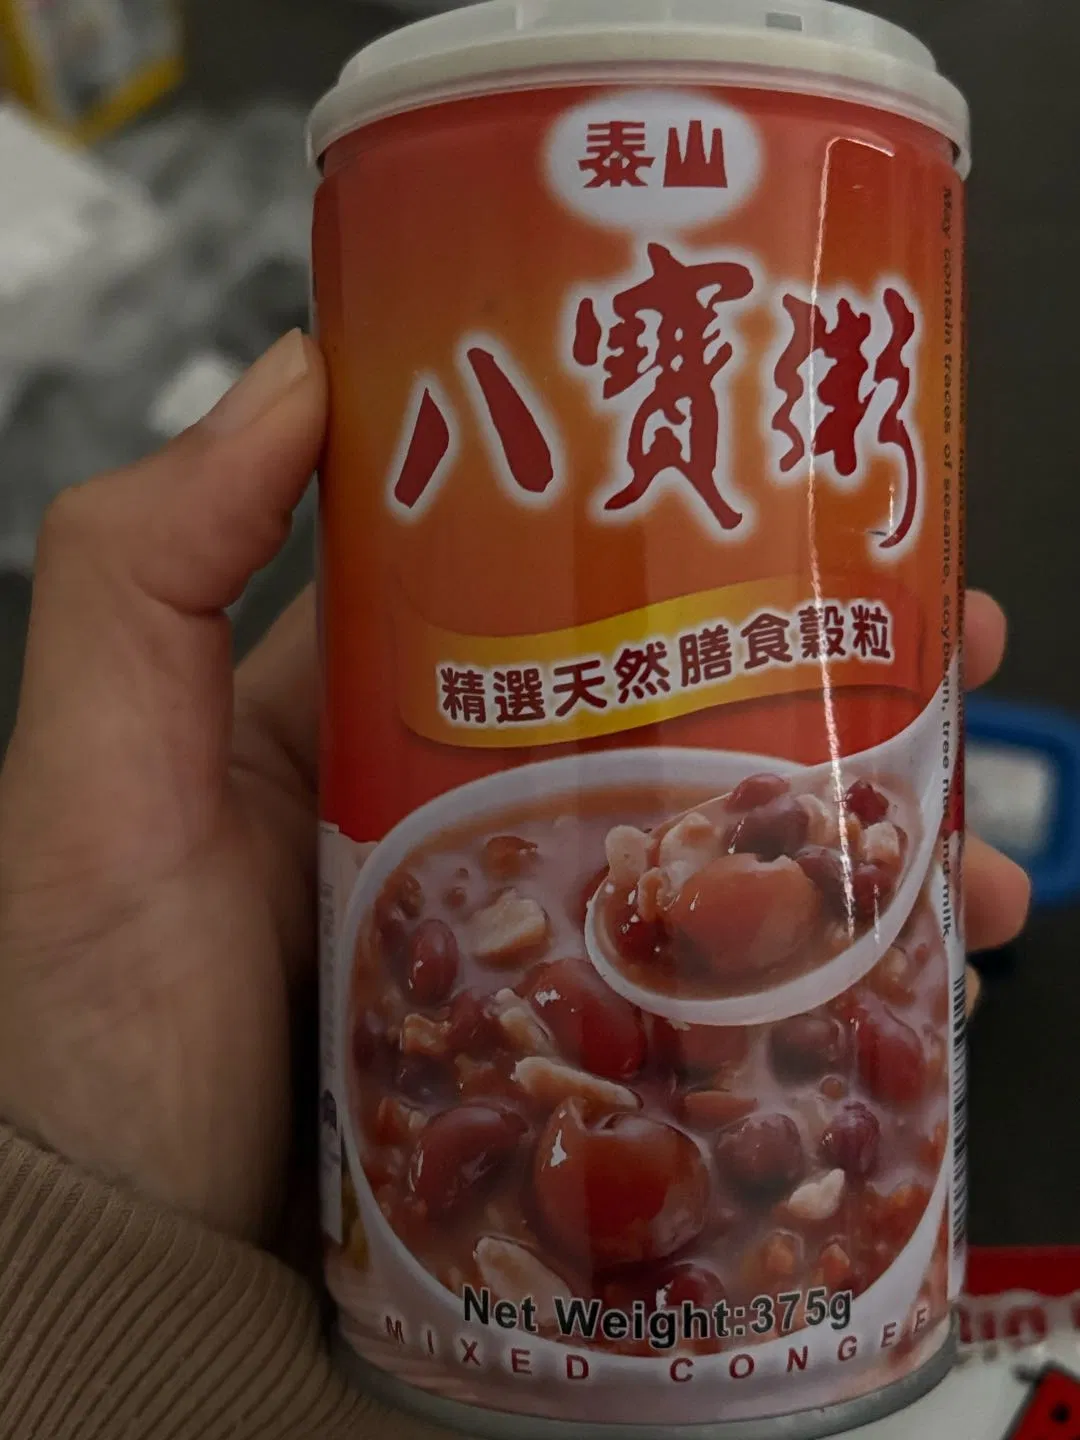 泰山
八寶粥
精選天然膳食穀粒
May contain traces of sesame, soybean, tree nut and milk.
Net Weight:375g
MIXED CONGEE